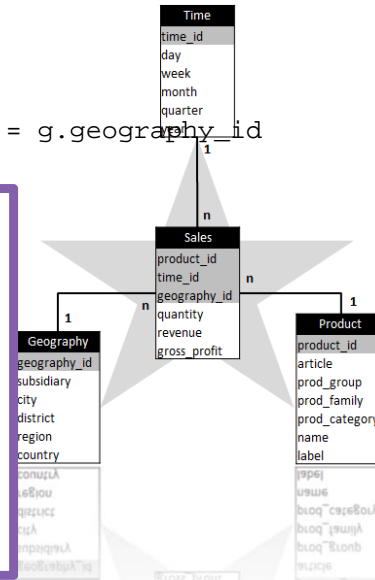 Time
time_id
day
week
month
quarter
year
= g.geography_id
1
n
Sales
product_id
time_id
geography_id
quantity
revenue
gross_profit
n
n
1
1
Geography
geography_id
subsidiary
city
district
region
country
Product
product_id
article
prod_group
prod_family
prod_category
name
label